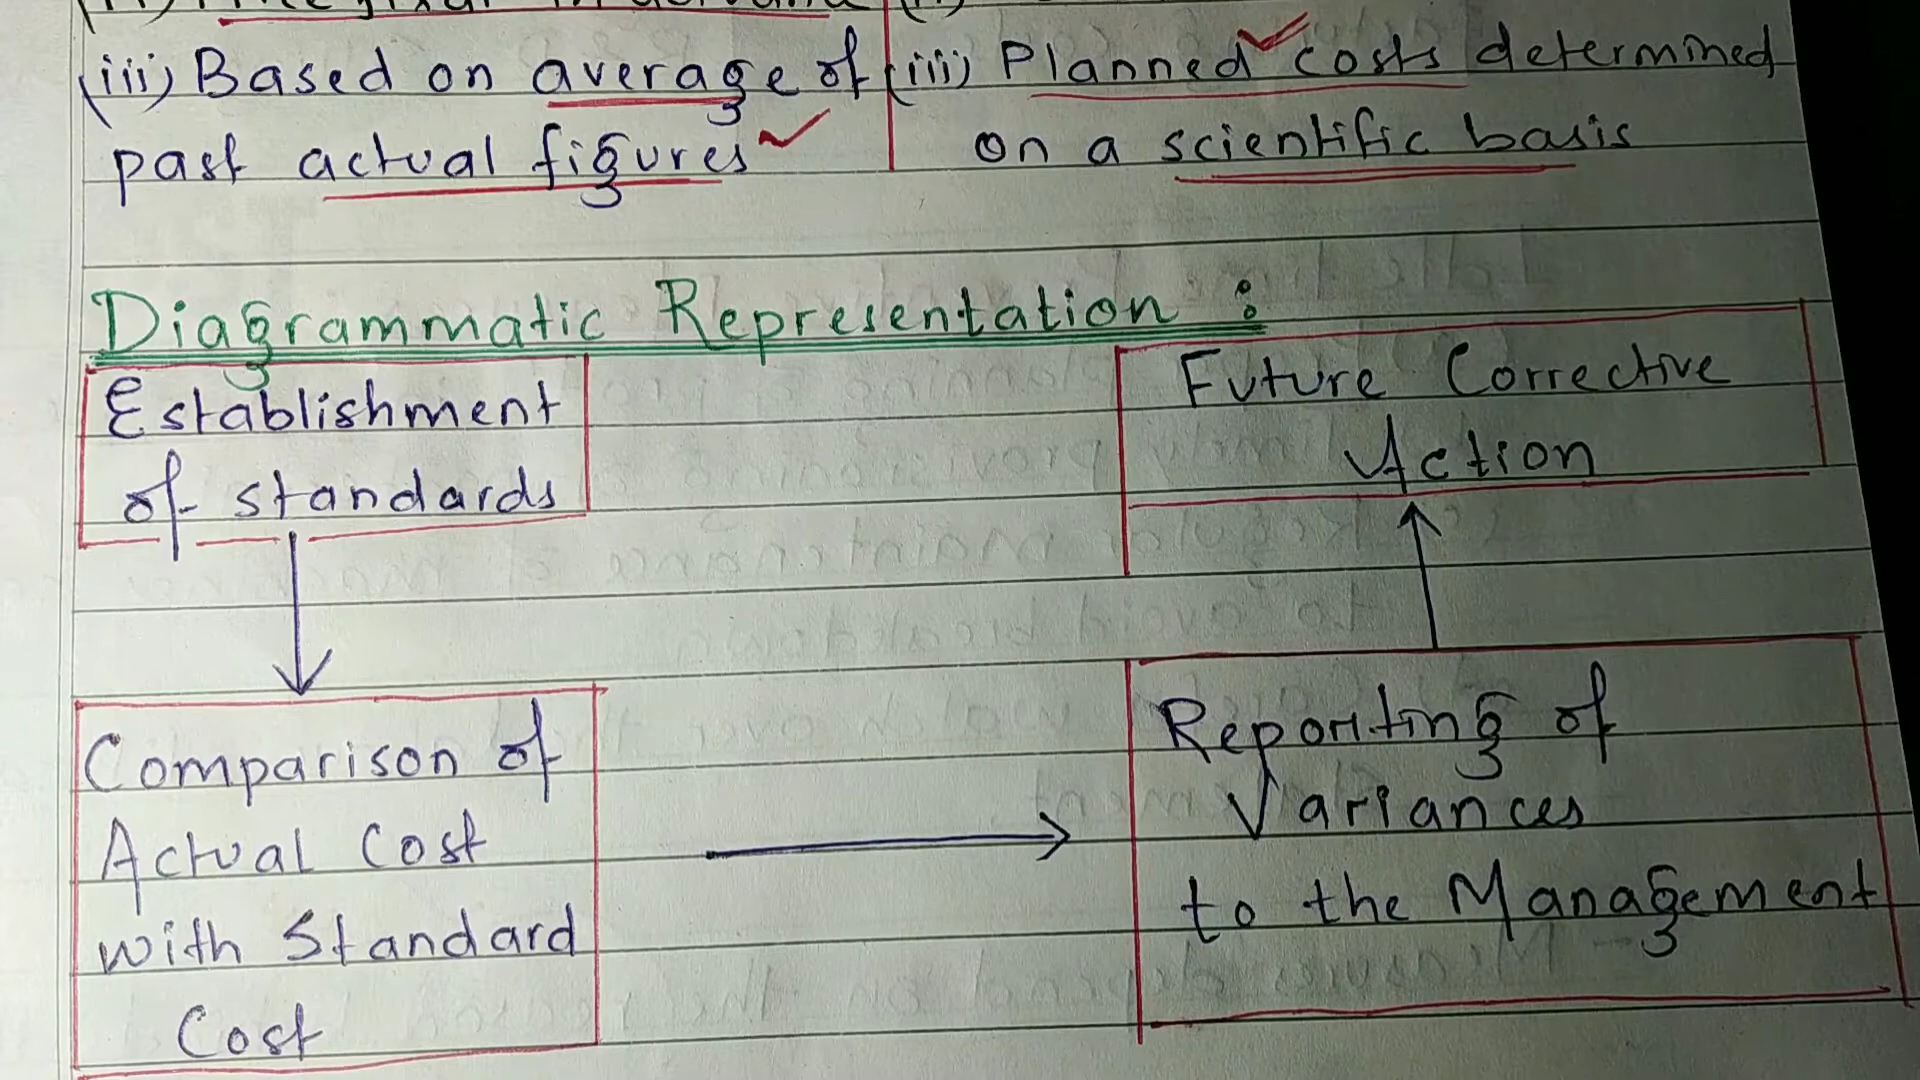 (iii) Based on average of
past actual figures
(iii) Planned costs determined
on a scientific basis
Diagrammatic Representation :
Establishment
of standards
Comparison of
Actual Cost
with Standard
Cost
Reporting of
Variances
to the Management
Future Corrective
Action